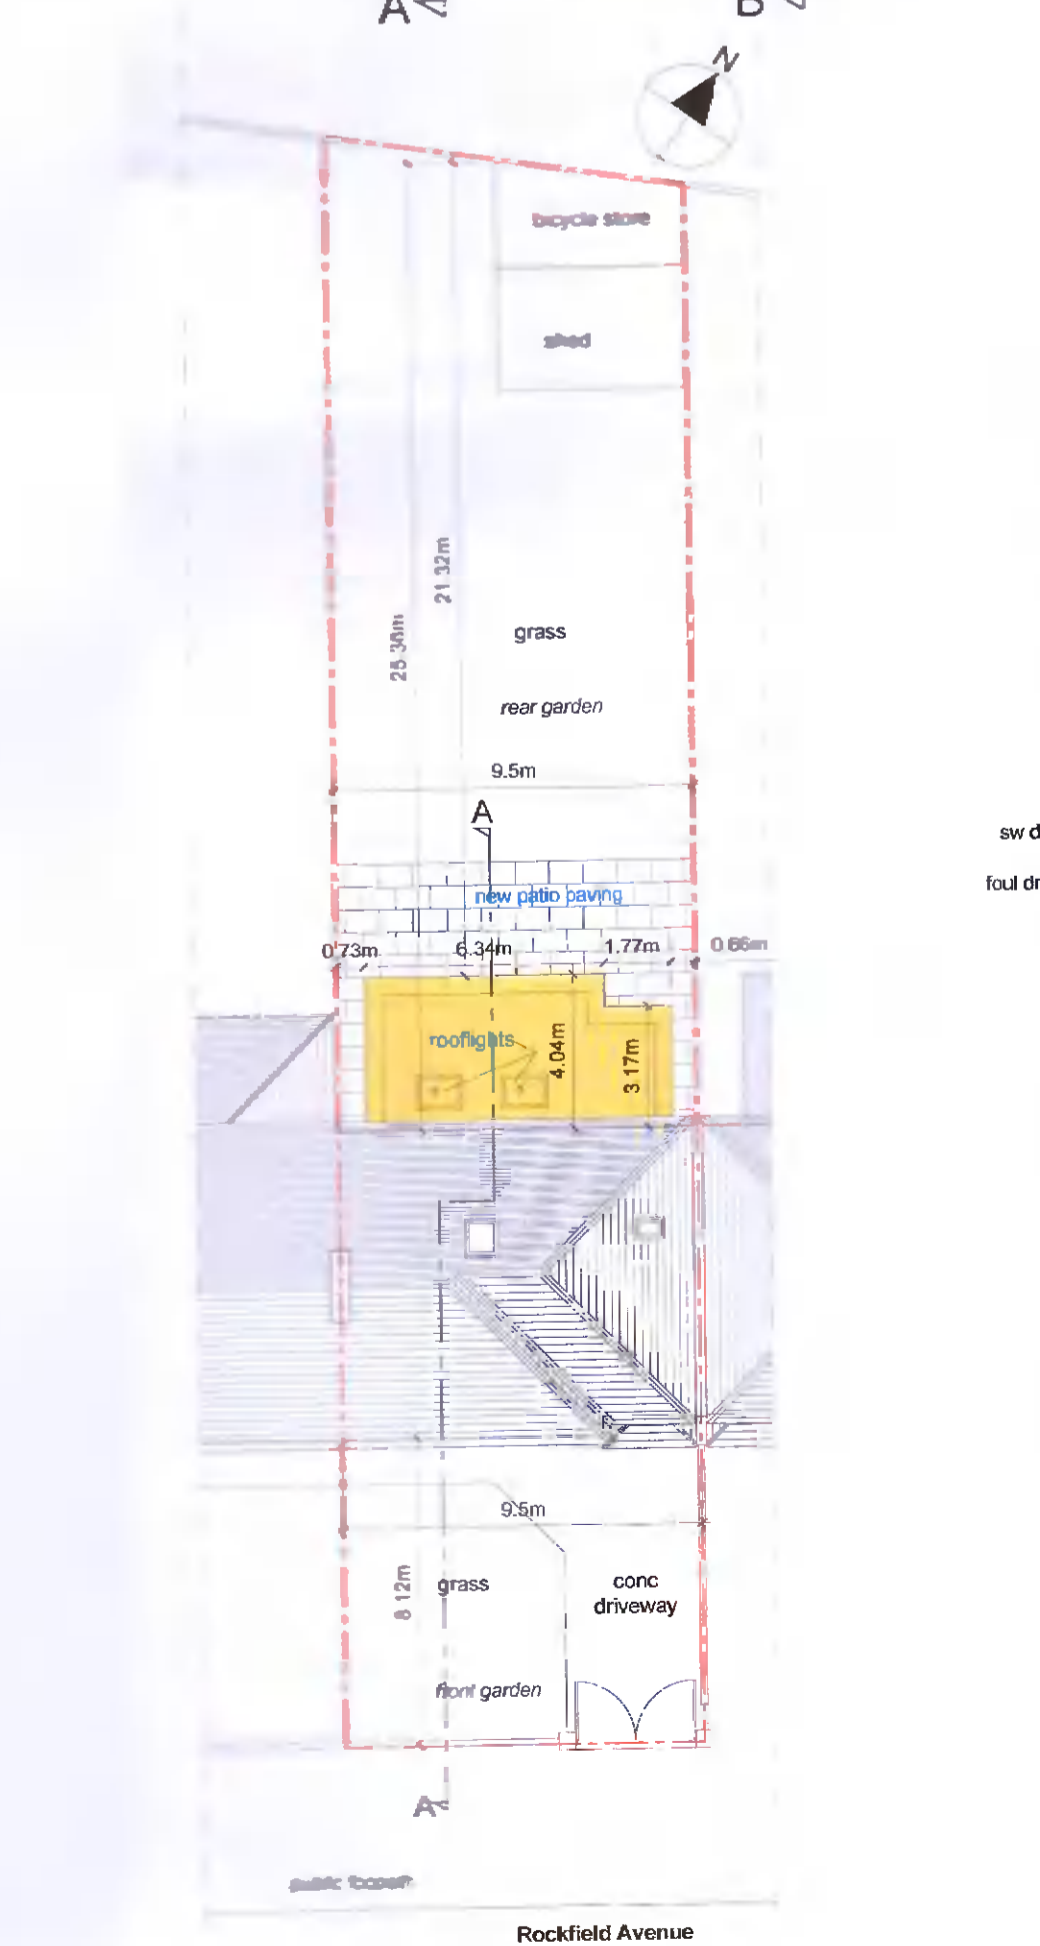 A
B
N
bicycle store
shed
21 32m
25 36m
grass
rear garden
9.5m
A
sw d
foul dr
new patio paving
0.73m
6.34m
1.77m
0 66m
rooflights
4.04m
3.17m
9.5m
8 12m
grass
conc
driveway
front garden
A
public footpath
Rockfield Avenue